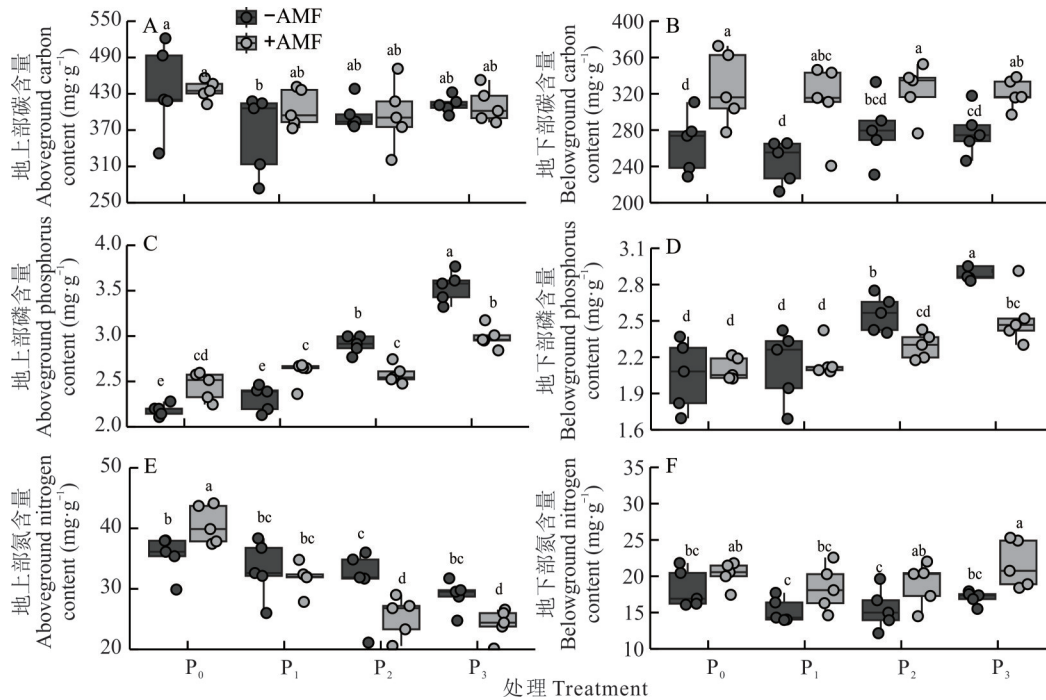 A
−AMF
+AMF
地上部碳含量
Aboveground carbon
content (mg·g⁻¹)
550
490
430
370
310
250
a
a
b
ab
ab
ab
ab
ab
B
地下部碳含量
Belowground carbon
content (mg·g⁻¹)
400
360
320
280
240
200
d
a
d
abc
bcd
a
cd
ab
C
地上部磷含量
Aboveground phosphorus
content (mg·g⁻¹)
4.0
3.5
3.0
2.5
2.0
e
cd
e
c
b
c
a
b
D
地下部磷含量
Belowground phosphorus
content (mg·g⁻¹)
3.1
2.8
2.5
2.2
1.9
1.6
d
d
d
d
b
cd
a
bc
E
地上部氮含量
Aboveground nitrogen
content (mg·g⁻¹)
50
40
30
20
b
a
bc
bc
c
d
bc
d
P₀ P₁ P₂ P₃
F
地下部氮含量
Belowground nitrogen
content (mg·g⁻¹)
35
25
20
15
10
bc
ab
c
bc
c
ab
bc
a
P₀ P₁ P₂ P₃
处理 Treatment